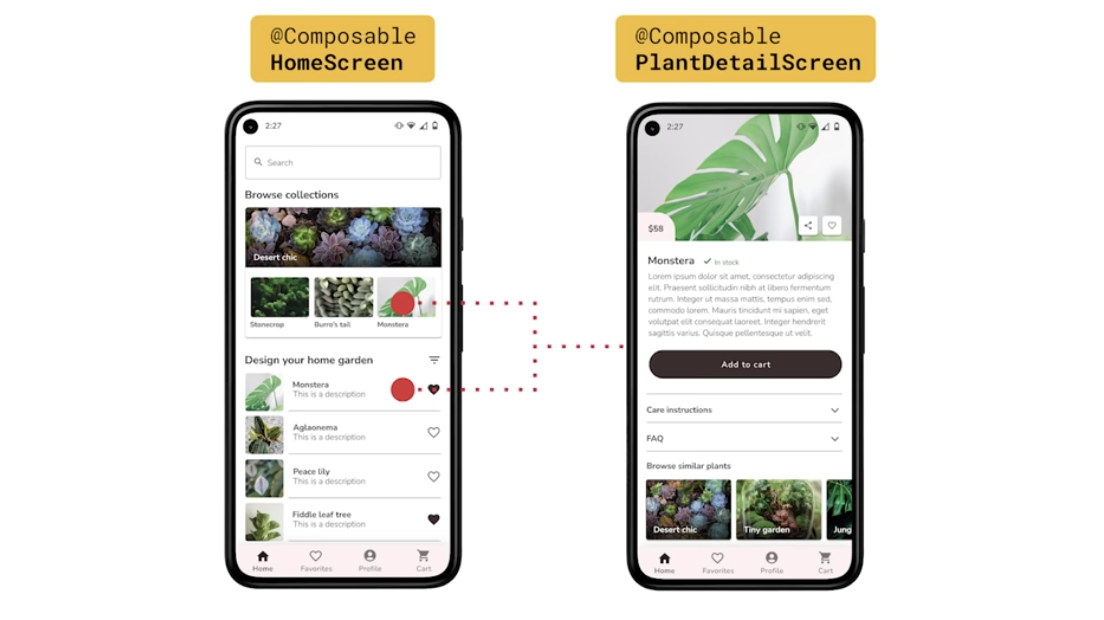 @Composable
HomeScreen
2:27
Search
Browse collections
Desert chic
Stonecrop
Burro's tail
Monstera
Design your home garden
Monstera
This is a description
Aglaonema
This is a description
Peace lily
This is a description
Fiddle leaf tree
This is a description
Home
Favorites
Profile
Cart
@Composable
PlantDetailScreen
2:27
$58
Monstera
In stock
Lorem ipsum dolor sit amet, consectetur adipiscing
elit. Praesent sollicitudin nibh at libero fermentum
rutrum. Integer ut massa mattis, tempus enim sed,
commodo lorem. Mauris tincidunt mi sapien, eget
volutpat elit consequat laoreet. Integer hendrerit
sagittis varius. Quisque pellentesque ut velit.
Add to cart
Care instructions
FAQ
Browse similar plants
Desert chic
Tiny garden
Jung
Home
Favorites
Profile
Cart